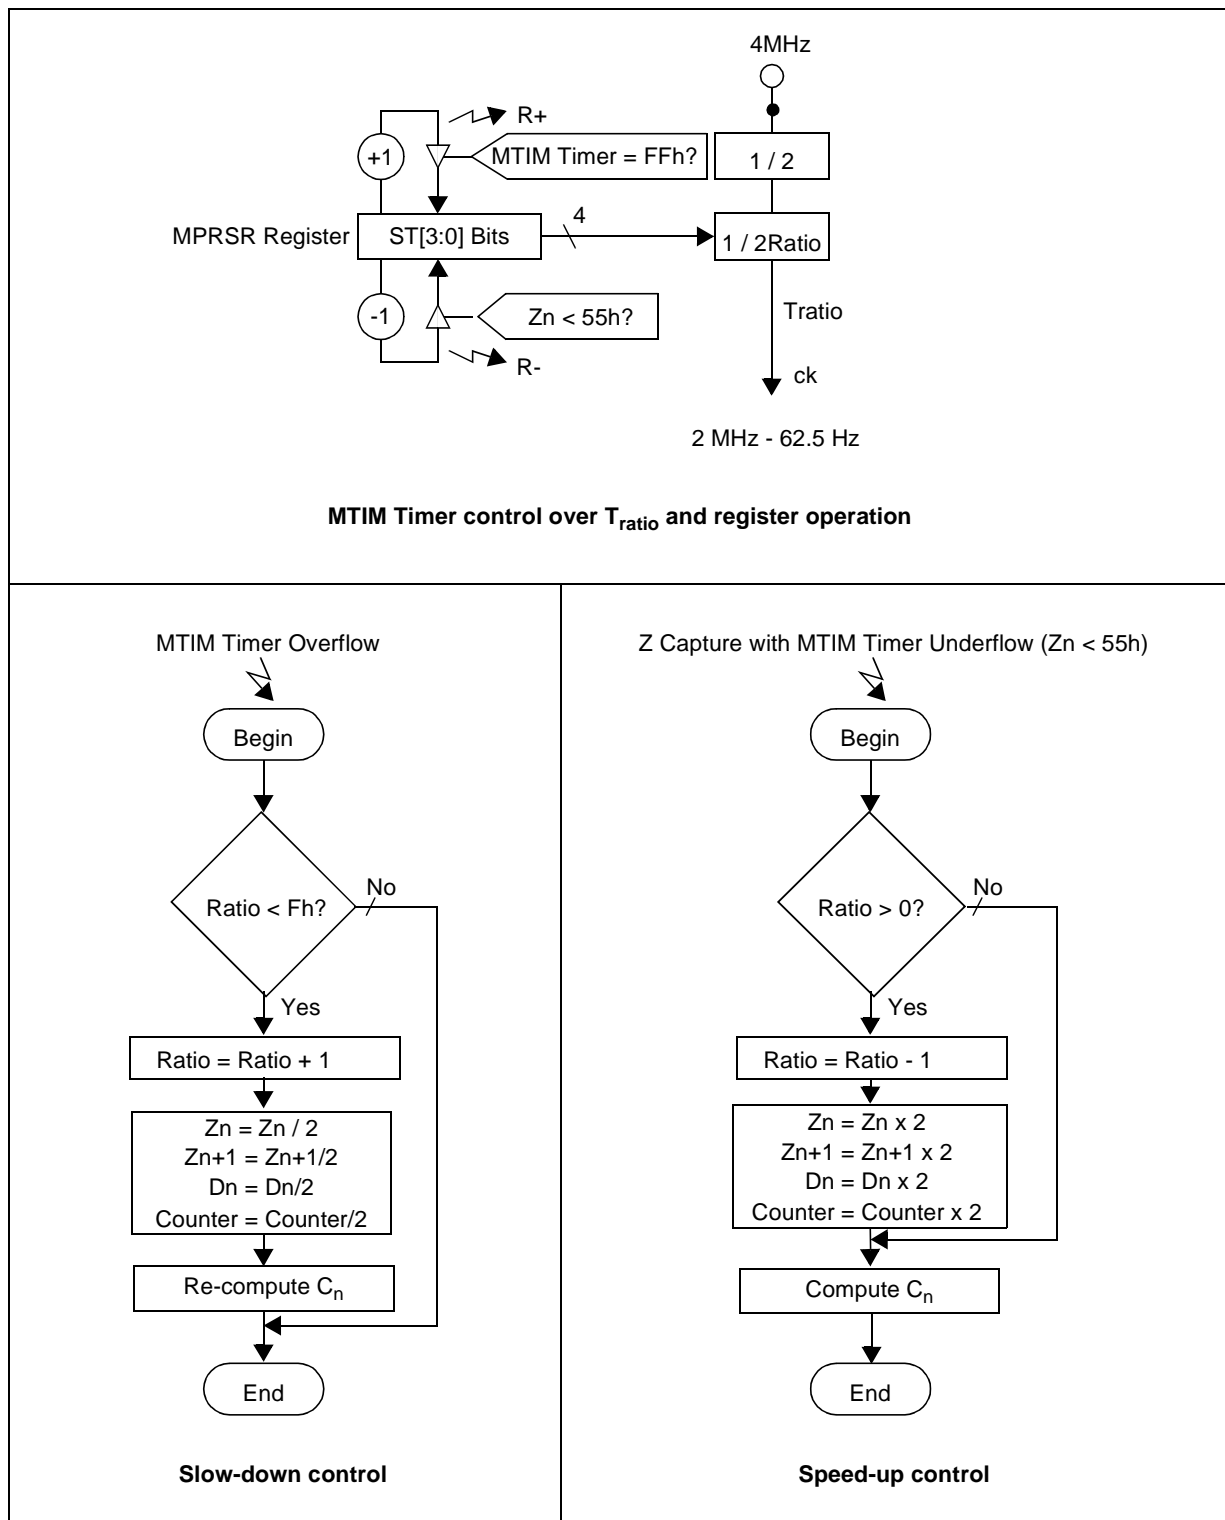 4MHz
R+
+1
MTIM Timer = FFh?
1 / 2
4
MPRSR Register
ST[3:0] Bits
1 / 2Ratio
-1
Zn < 55h?
Tratio
R-
ck
2 MHz - 62.5 Hz
MTIM Timer control over Tratio and register operation
MTIM Timer Overflow
Begin
Ratio < Fh?
No
Yes
Ratio = Ratio + 1
Zn = Zn / 2
Zn+1 = Zn+1/2
Dn = Dn/2
Counter = Counter/2
Re-compute Cn
End
Slow-down control
Z Capture with MTIM Timer Underflow (Zn < 55h)
Begin
Ratio > 0?
No
Yes
Ratio = Ratio - 1
Zn = Zn x 2
Zn+1 = Zn+1 x 2
Dn = Dn x 2
Counter = Counter x 2
Compute Cn
End
Speed-up control